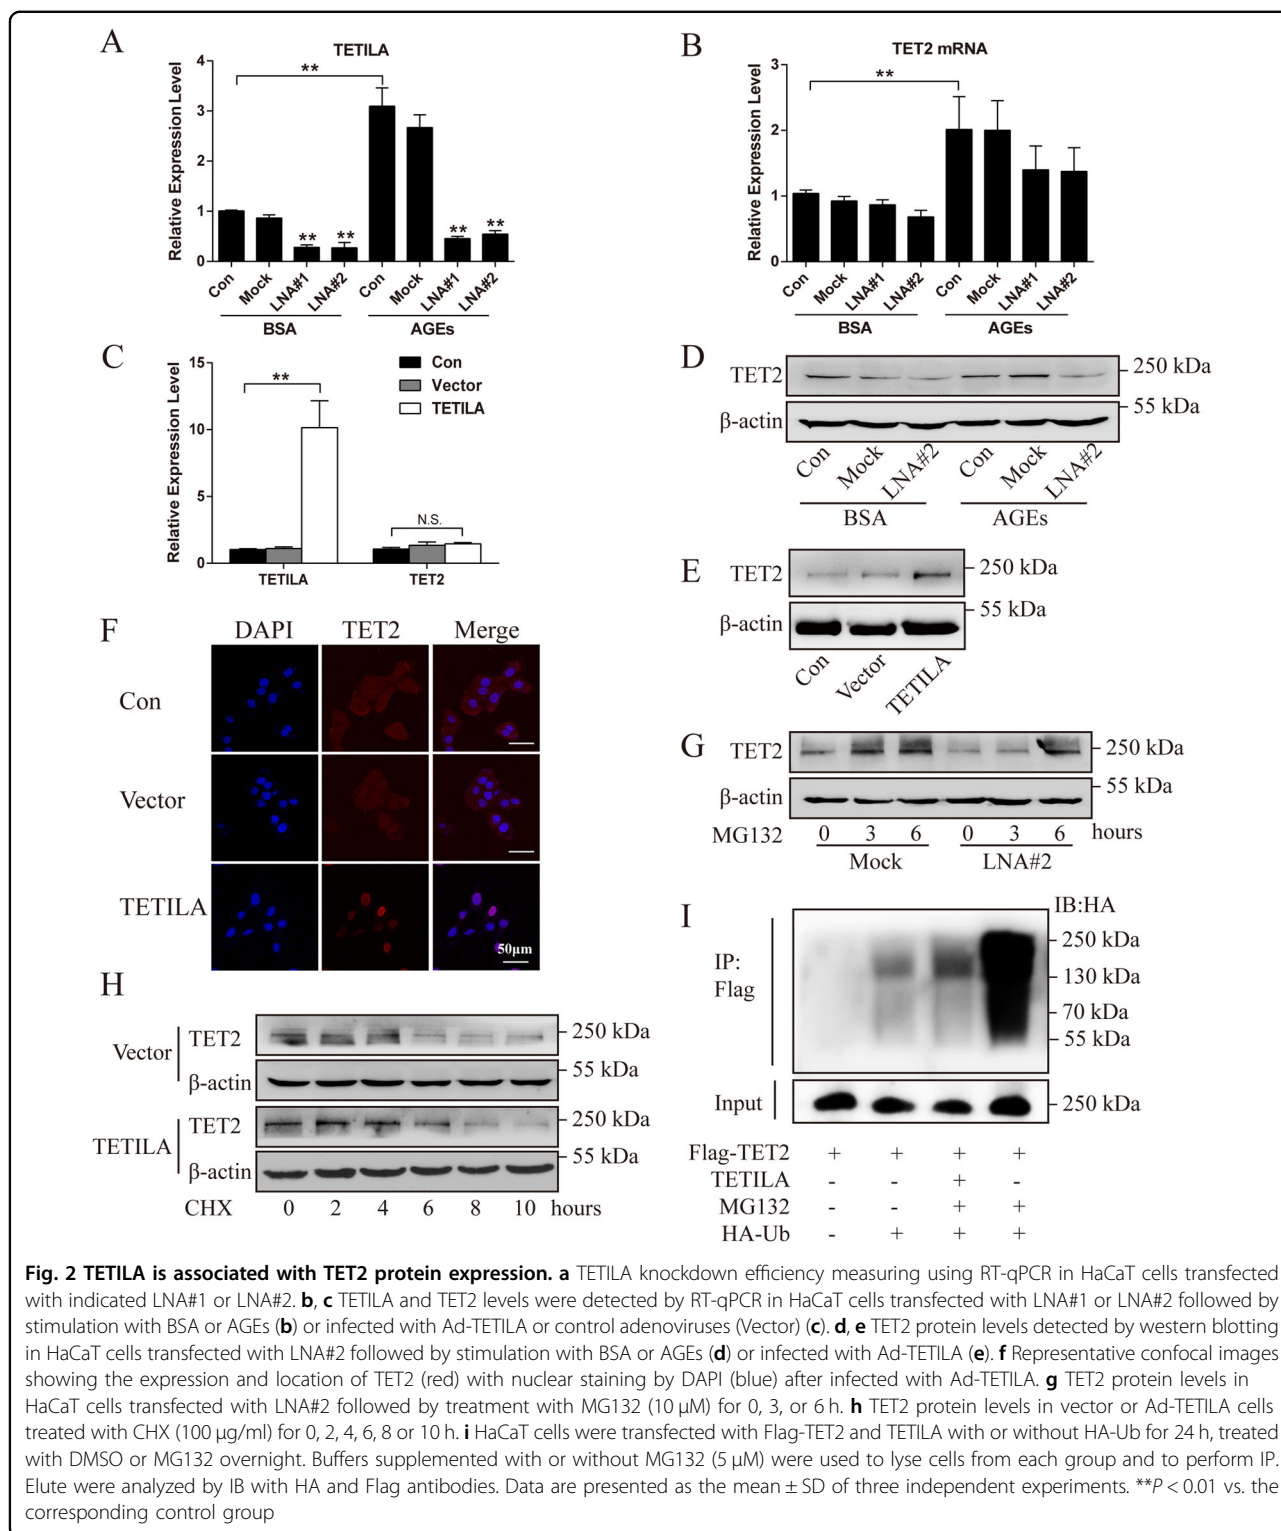 A
TETILA
Relative Expression Level
4
3
2
1
0
**
** **
** **
Con Mock LNA#1 LNA#2 Con Mock LNA#1 LNA#2
BSA AGEs
B
TET2 mRNA
Relative Expression Level
3
2
1
0
**
Con Mock LNA#1 LNA#2 Con Mock LNA#1 LNA#2
BSA AGEs
C
Relative Expression Level
15
10
5
0
**
N.S.
Con
Vector
TETILA
TETILA TET2
D
TET2 250 kDa
55 kDa
β-actin
Con Mock LNA#2 Con Mock LNA#2
BSA AGEs
E
TET2 250 kDa
55 kDa
β-actin
Con Vector TETILA
F
DAPI TET2 Merge
Con
Vector
TETILA
50μm
G
TET2 250 kDa
55 kDa
β-actin
MG132 0 3 6 0 3 6 hours
Mock LNA#2
H
Vector
TET2 250 kDa
55 kDa
β-actin
TETILA
TET2 250 kDa
55 kDa
β-actin
CHX 0 2 4 6 8 10 hours
I
IB:HA
IP:
Flag
250 kDa
130 kDa
70 kDa
55 kDa
Input 250 kDa
Flag-TET2 + + + +
TETILA - - + -
MG132 - - + +
HA-Ub - + + +
Fig. 2 TETILA is associated with TET2 protein expression. a TETILA knockdown efficiency measuring using RT-qPCR in HaCaT cells transfected
with indicated LNA#1 or LNA#2. b, c TETILA and TET2 levels were detected by RT-qPCR in HaCaT cells transfected with LNA#1 or LNA#2 followed by
stimulation with BSA or AGEs (b) or infected with Ad-TETILA or control adenoviruses (Vector) (c). d, e TET2 protein levels detected by western blotting
in HaCaT cells transfected with LNA#2 followed by stimulation with BSA or AGEs (d) or infected with Ad-TETILA (e). f Representative confocal images
showing the expression and location of TET2 (red) with nuclear staining by DAPI (blue) after infected with Ad-TETILA. g TET2 protein levels in
HaCaT cells transfected with LNA#2 followed by treatment with MG132 (10 μM) for 0, 3, or 6 h. h TET2 protein levels in vector or Ad-TETILA cells
treated with CHX (100 μg/ml) for 0, 2, 4, 6, 8 or 10 h. i HaCaT cells were transfected with Flag-TET2 and TETILA with or without HA-Ub for 24 h, treated
with DMSO or MG132 overnight. Buffers supplemented with or without MG132 (5 μM) were used to lyse cells from each group and to perform IP.
Elute were analyzed by IB with HA and Flag antibodies. Data are presented as the mean ± SD of three independent experiments. **P < 0.01 vs. the
corresponding control group